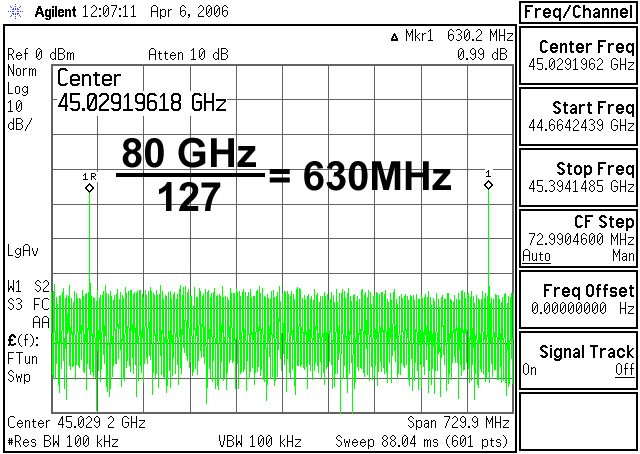 Agilent 12:07:11 Apr 6, 2006
Freq/Channel
Δ Mkr1 630.2 MHz
Ref 0 dBm Atten 10 dB 0.99 dB
Norm
Log
10
dB/
Center
45.02919618 GHz
80 GHz
127
= 630MHz
1R
1
LgAv
W1 S2
S3 FC
AA
£(f):
FTun
Swp
Center 45.029 2 GHz Span 729.9 MHz
#Res BW 100 kHz VBW 100 kHz Sweep 88.04 ms (601 pts)
Center Freq
45.0291962 GHz
Start Freq
44.6642439 GHz
Stop Freq
45.3941485 GHz
CF Step
72.9904600 MHz
Auto Man
Freq Offset
0.00000000 Hz
Signal Track
On Off